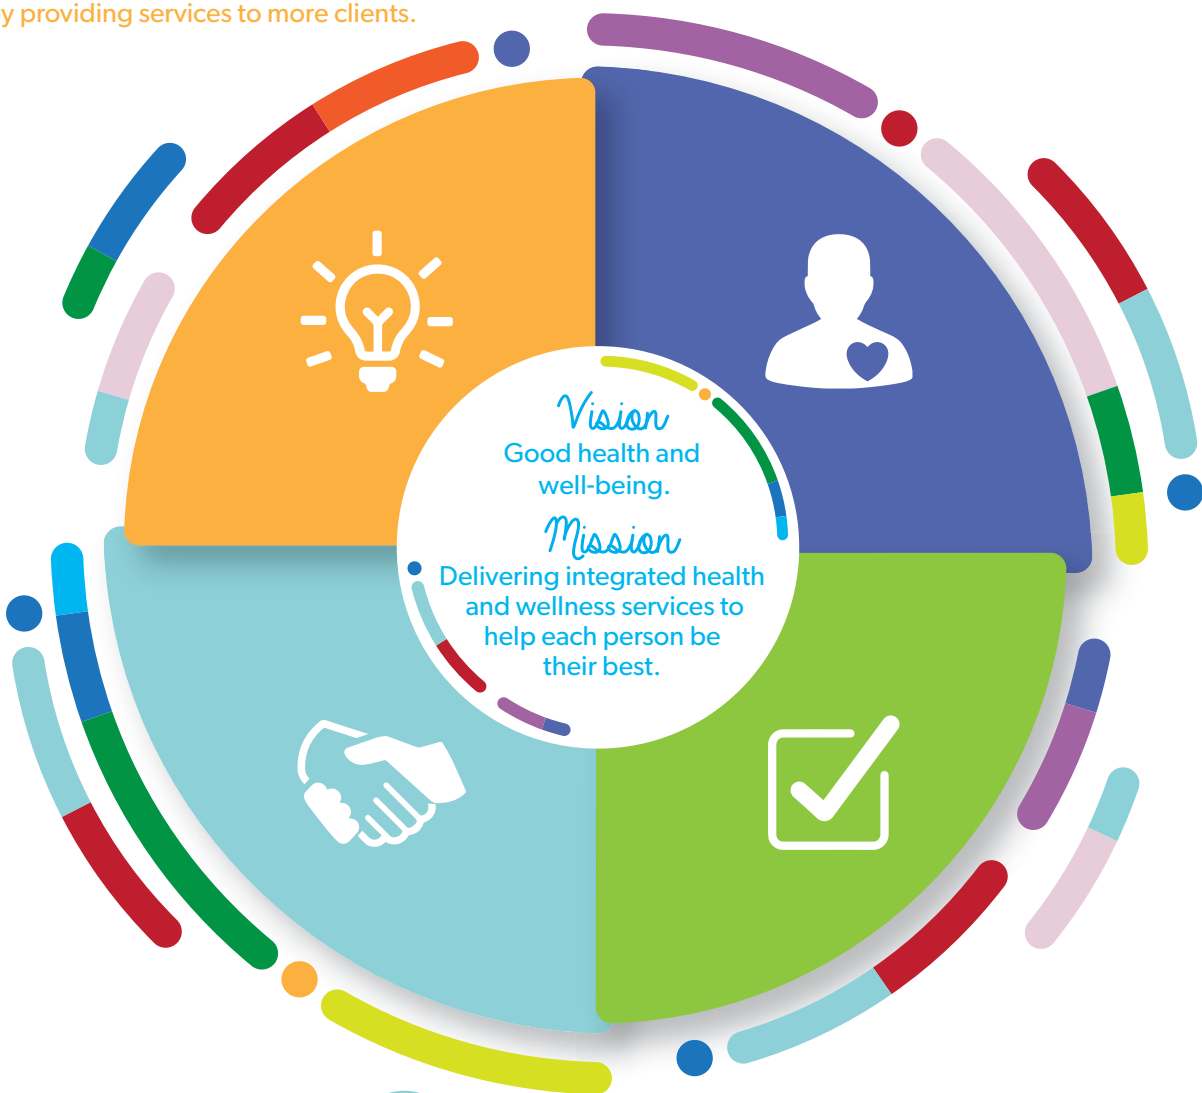 y providing services to more clients.
Vision
Good health and
well-being.
Mission
Delivering integrated health
and wellness services to
help each person be
their best.